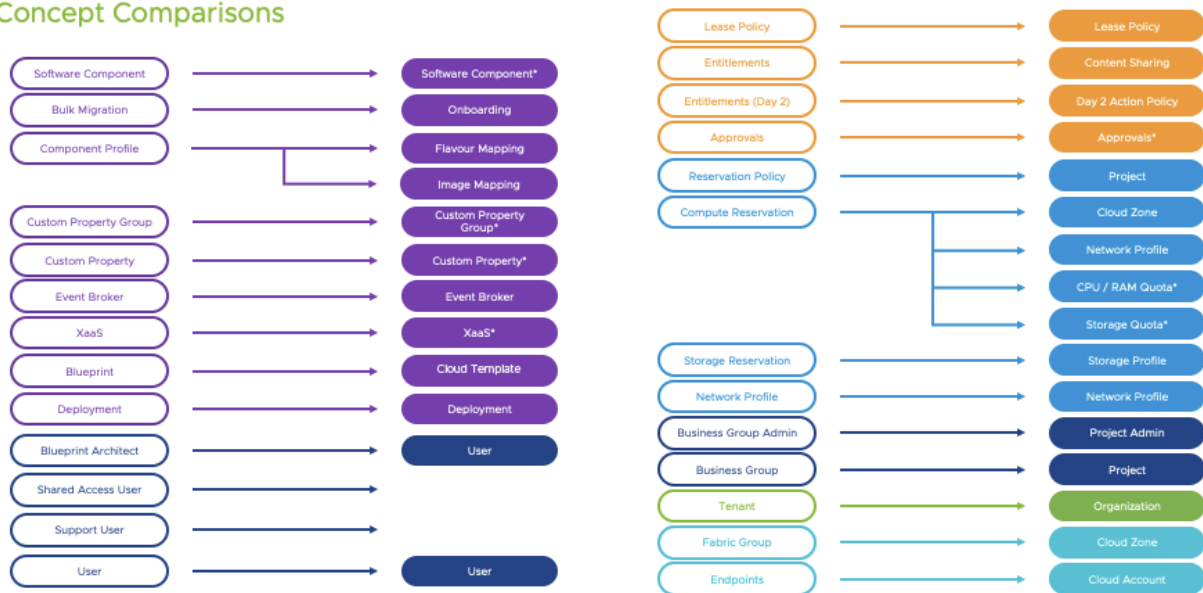 Concept Comparisons
Software Component
Software Component*
Bulk Migration
Onboarding
Component Profile
Flavour Mapping
Image Mapping
Custom Property Group
Custom Property
Group*
Custom Property
Custom Property*
Event Broker
Event Broker
XaaS
XaaS*
Blueprint
Cloud Template
Deployment
Deployment
Blueprint Architect
User
Shared Access User
Support User
User
User
Lease Policy
Lease Policy
Entitlements
Content Sharing
Entitlements (Day 2)
Day 2 Action Policy
Approvals
Approvals*
Reservation Policy
Project
Compute Reservation
Cloud Zone
Network Profile
CPU / RAM Quota*
Storage Quota*
Storage Reservation
Storage Profile
Network Profile
Network Profile
Business Group Admin
Project Admin
Business Group
Project
Tenant
Organization
Fabric Group
Cloud Zone
Endpoints
Cloud Account